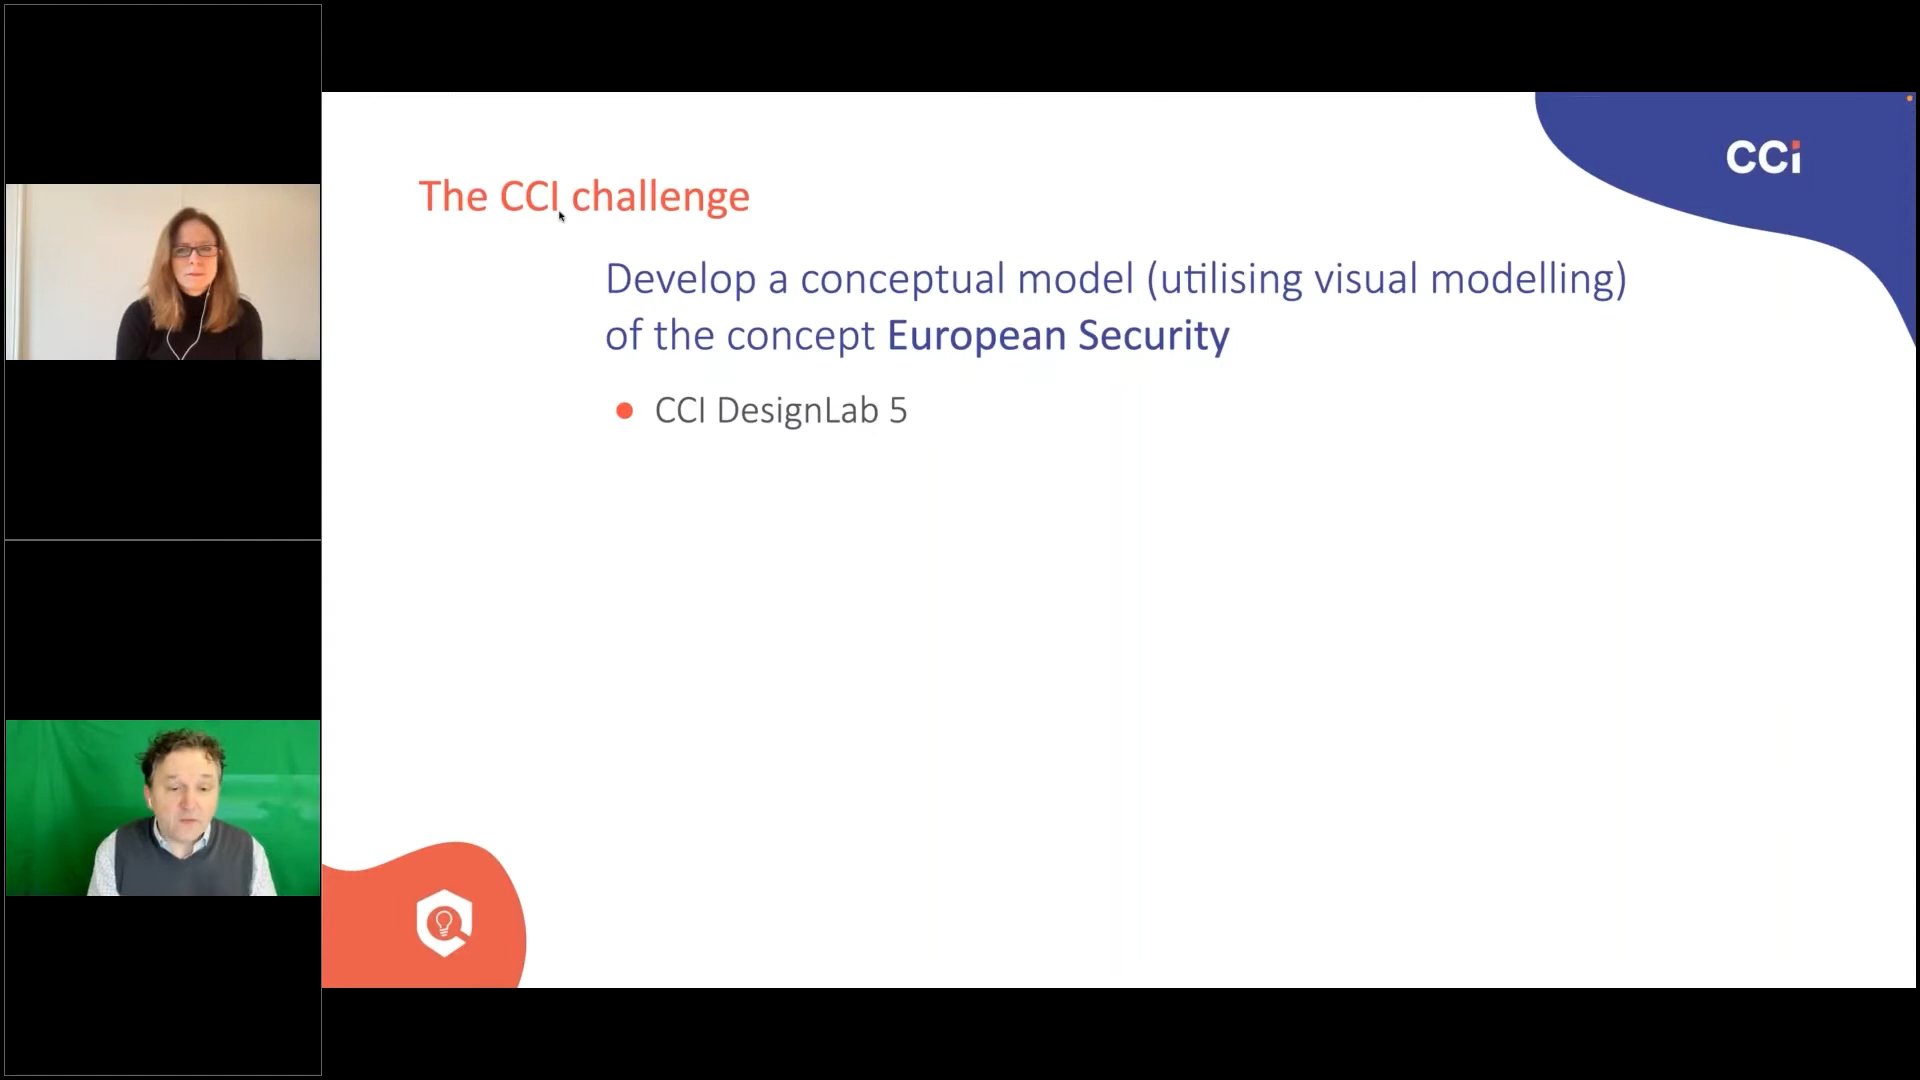 CCi
The CCI challenge
Develop a conceptual model (utilising visual modelling)
of the concept European Security
CCI DesignLab 5